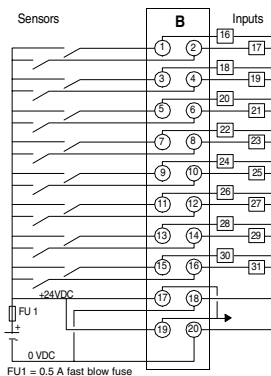 Sensors B Inputs
16
1 2 17
18
3 4 19
20
5 6 21
22
7 8 23
24
9 10 25
26
11 12 27
28
13 14 29
30
15 16 31
+24VDC 17 18
FU 1
+ 19 20
0 VDC
FU1 = 0.5 A fast blow fuse